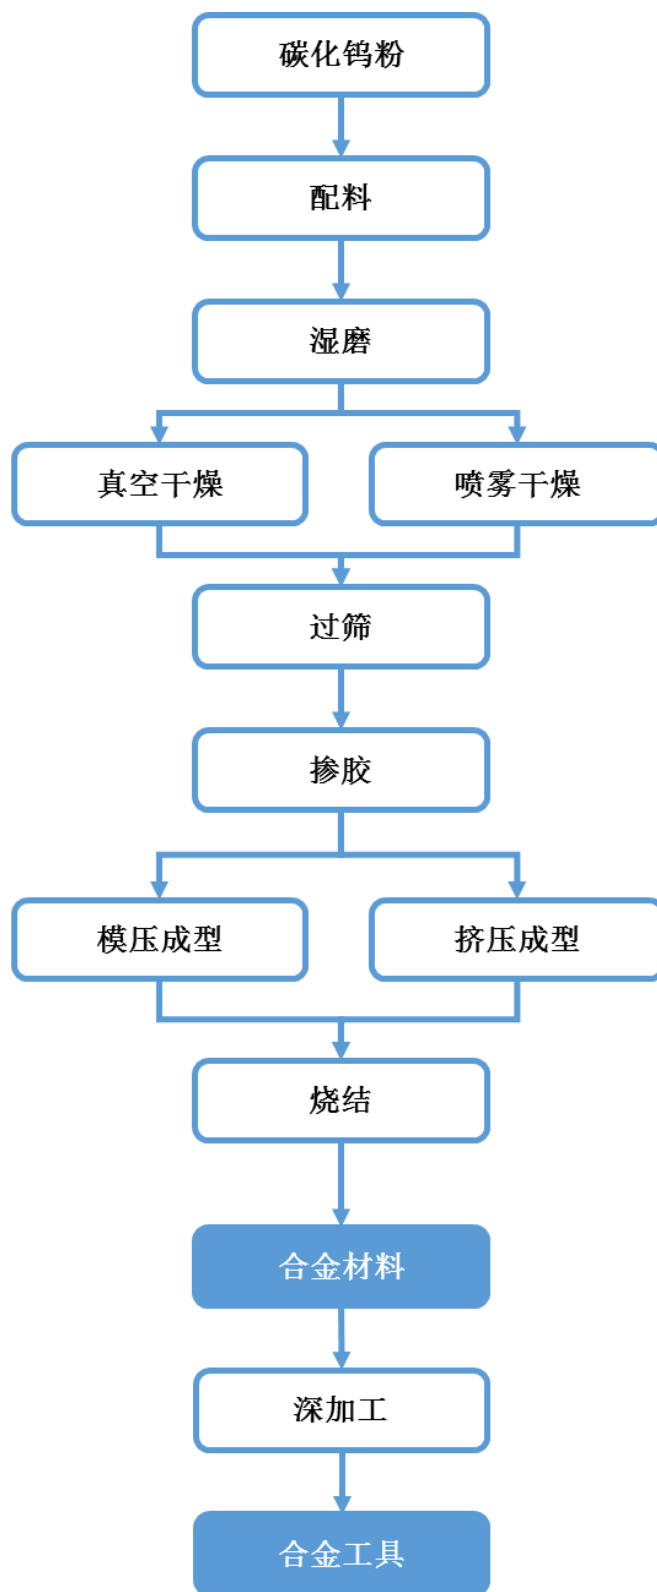 碳化钨粉
配料
湿磨
真空干燥
喷雾干燥
过筛
掺胶
模压成型
挤压成型
烧结
合金材料
深加工
合金工具